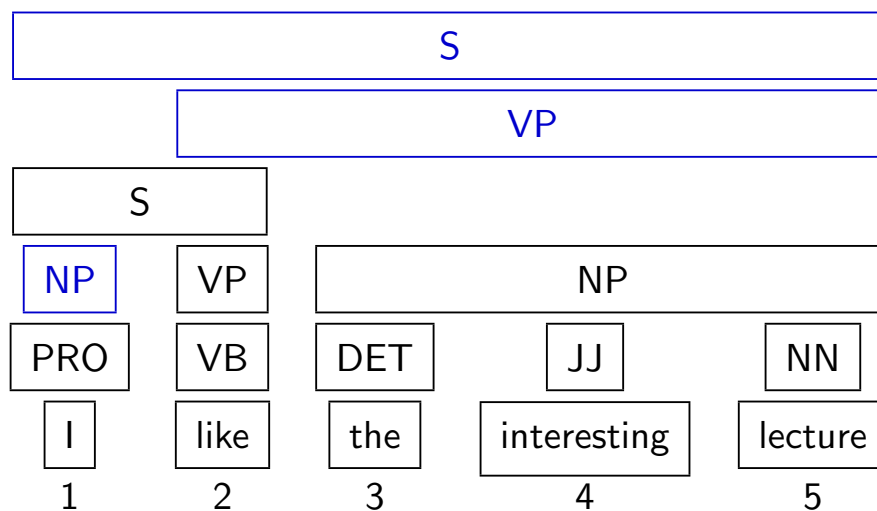 S
VP
S
NP VP NP
PRO VB DET JJ NN
I like the interesting lecture
1 2 3 4 5